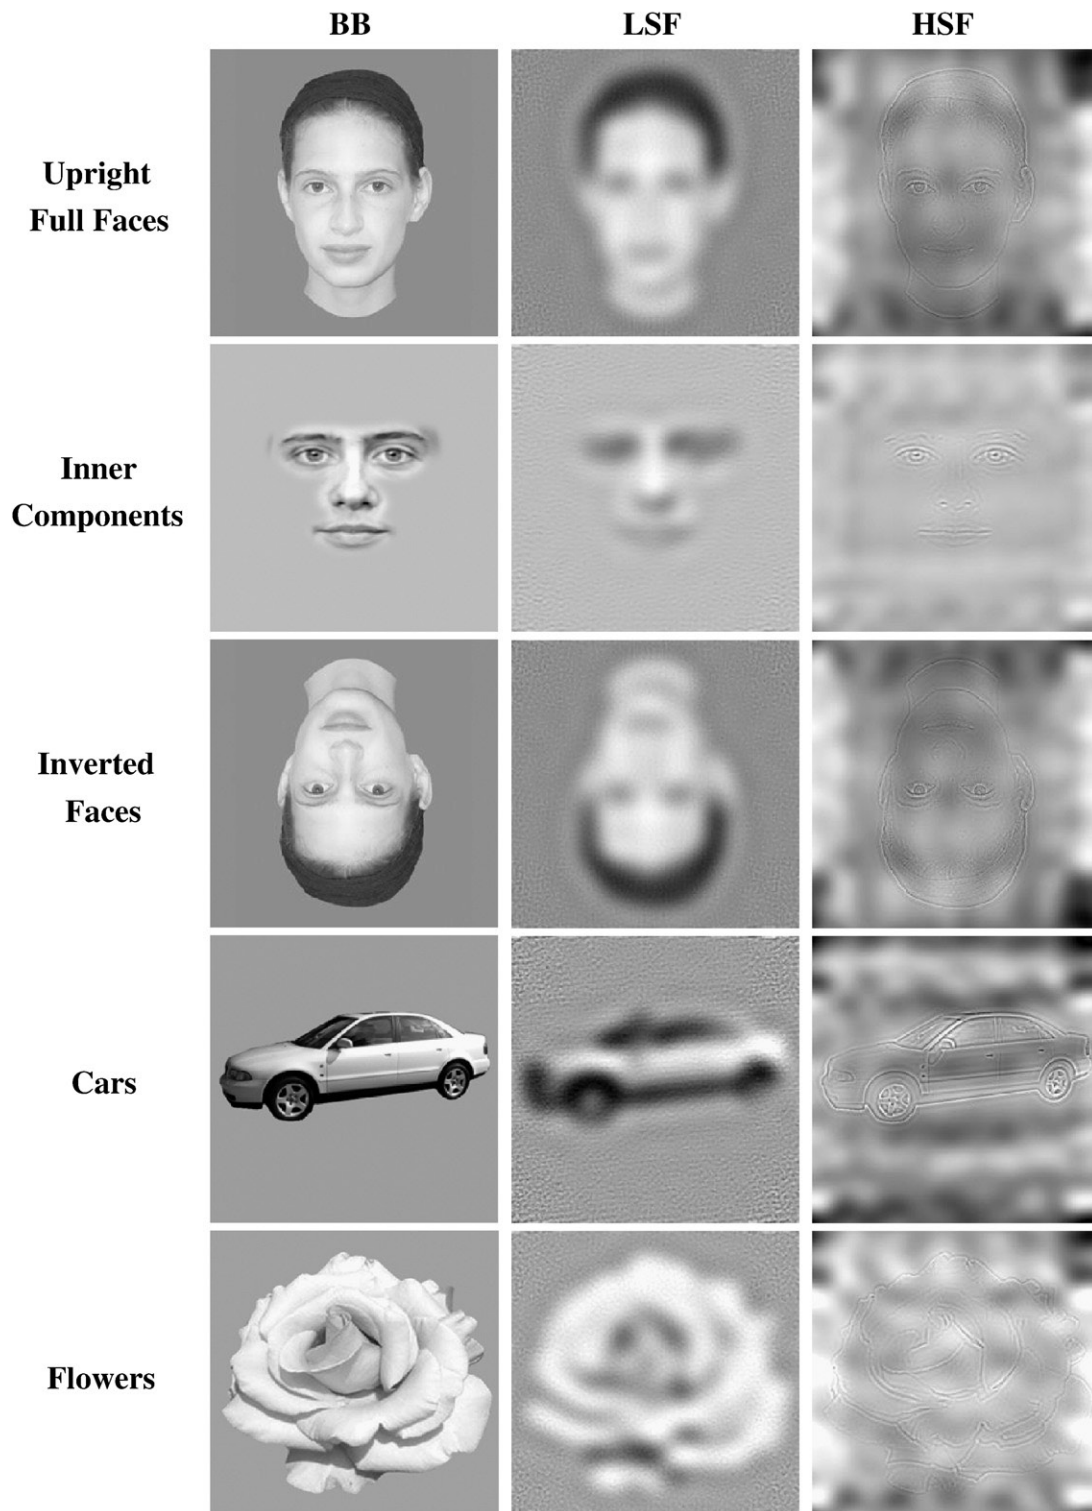 BB LSF HSF
Upright
Full Faces
Inner
Components
Inverted
Faces
Cars
Flowers